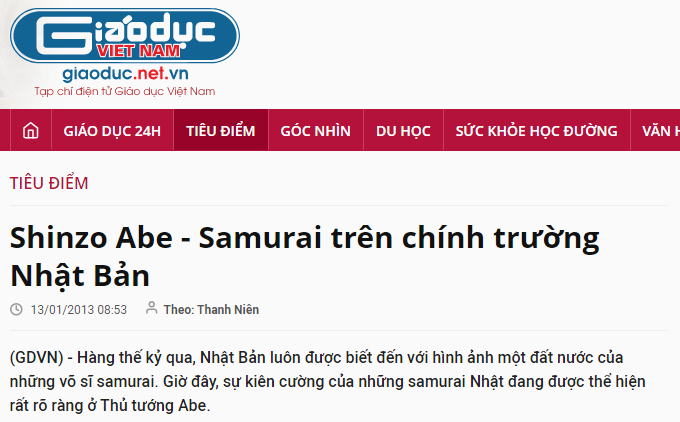 Giáodục
VIỆT NAM
giaoduc.net.vn
Tạp chí điện tử Giáo dục Việt Nam
GIÁO DỤC 24H TIÊU ĐIỂM GÓC NHÌN DU HỌC SỨC KHỎE HỌC ĐƯỜNG VĂN H
TIÊU ĐIỂM
Shinzo Abe - Samurai trên chính trường
Nhật Bản
13/01/2013 08:53 Theo: Thanh Niên
(GDVN) - Hàng thế kỷ qua, Nhật Bản luôn được biết đến với hình ảnh một đất nước của
những võ sĩ samurai. Giờ đây, sự kiên cường của những samurai Nhật đang được thể hiện
rất rõ ràng ở Thủ tướng Abe.